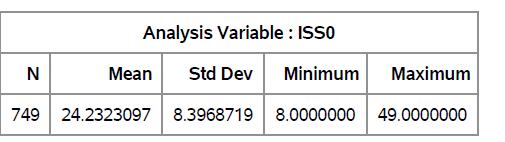 Analysis Variable : ISS0
N Mean Std Dev Minimum Maximum
749 24.2323097 8.3968719 8.0000000 49.0000000